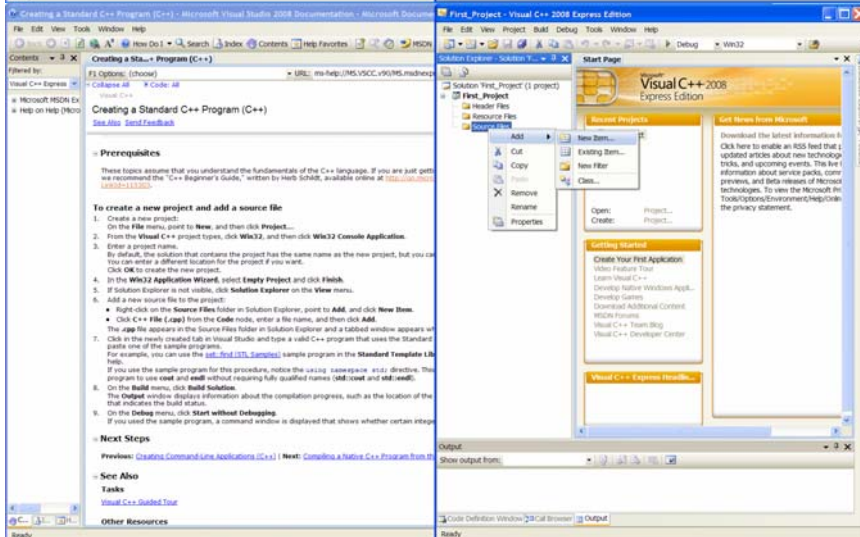 Creating a Standard C++ Program (C++) - Microsoft Visual Studio 2008 Documentation - Microsoft Docume
File Edit View Tools Window Help
How Do I Search Index Contents Help Favorites MSDN
Contents
Filtered by:
Visual C++ Express
Microsoft MSDN Ex
Help on Help (Micro
Creating a Sta...+ Program (C++)
F1 Options: (choose)
URL: ms-help://MS.VSCC.v90/MS.msdnexpr
Collapse All Code: All
Visual C++
Creating a Standard C++ Program (C++)
See Also Send Feedback
Prerequisites
These topics assume that you understand the fundamentals of the C++ language. If you are just gett
we recommend the "C++ Beginner's Guide," written by Herb Schildt, available online at
To create a new project and add a source file
1. Create a new project:
On the File menu, point to New, and then click Project....
2. From the Visual C++ project types, click Win32, and then click Win32 Console Application.
3. Enter a project name.
By default, the solution that contains the project has the same name as the new project, but you can
You can enter a different location for the project if you want.
Click OK to create the new project.
4. In the Win32 Application Wizard, select Empty Project and click Finish.
5. If Solution Explorer is not visible, click Solution Explorer on the View menu.
6. Add a new source file to the project:
Right-click on the Source Files folder in Solution Explorer, point to Add, and click New Item.
Click C++ File (.cpp) from the Code node, enter a file name, and then click Add.
The .cpp file appears in the Source Files folder in Solution Explorer and a tabbed window appears wh
7. Click in the newly created tab in Visual Studio and type a valid C++ program that uses the Standard
paste one of the sample programs.
For example, you can use the set::find (STL Samples) sample program in the Standard Template Lib
help.
If you use the sample program for this procedure, notice the using namespace std; directive. This
program to use cout and endl without requiring fully qualified names (std::cout and std::endl).
8. On the Build menu, click Build Solution.
The Output window displays information about the compilation progress, such as the location of the
that indicates the build status.
9. On the Debug menu, click Start without Debugging.
If you used the sample program, a command window is displayed that shows whether certain intege
Next Steps
Previous: Creating Command-Line Applications (C++) | Next: Compiling a Native C++ Program from th
See Also
Tasks
Visual C++ Guided Tour
Other Resources
Ready
First_Project - Visual C++ 2008 Express Edition
File Edit View Project Build Debug Tools Window Help
Debug Win32
Solution Explorer - Solution
Solution 'First_Project' (1 project)
First_Project
Header Files
Resource Files
Source Files
Add
Cut
Copy
Paste
Remove
Rename
Properties
New Item...
Existing Item...
New Filter
Class...
Start Page
Microsoft
Visual C++ 2008
Express Edition
Recent Projects
Open: Project...
Create: Project...
Getting Started
Create Your First Application
Video Feature Tour
Learn Visual C++
Develop Native Windows Appli...
Develop Games
Download Additional Content
MSDN Forums
Visual C++ Team Blog
Visual C++ Developer Center
Visual C++ Express Headlin...
Get News from Microsoft
Download the latest information f
Click here to enable an RSS feed that p
updated articles about new technolog
tricks, and upcoming events. This live
information about service packs, comm
previews, and Beta releases of Microso
technologies. To view the Microsoft Pri
Tools/Options/Environment/Help/Onlin
the privacy statement.
Output
Show output from:
Code Definition Window Call Browser Output
Ready